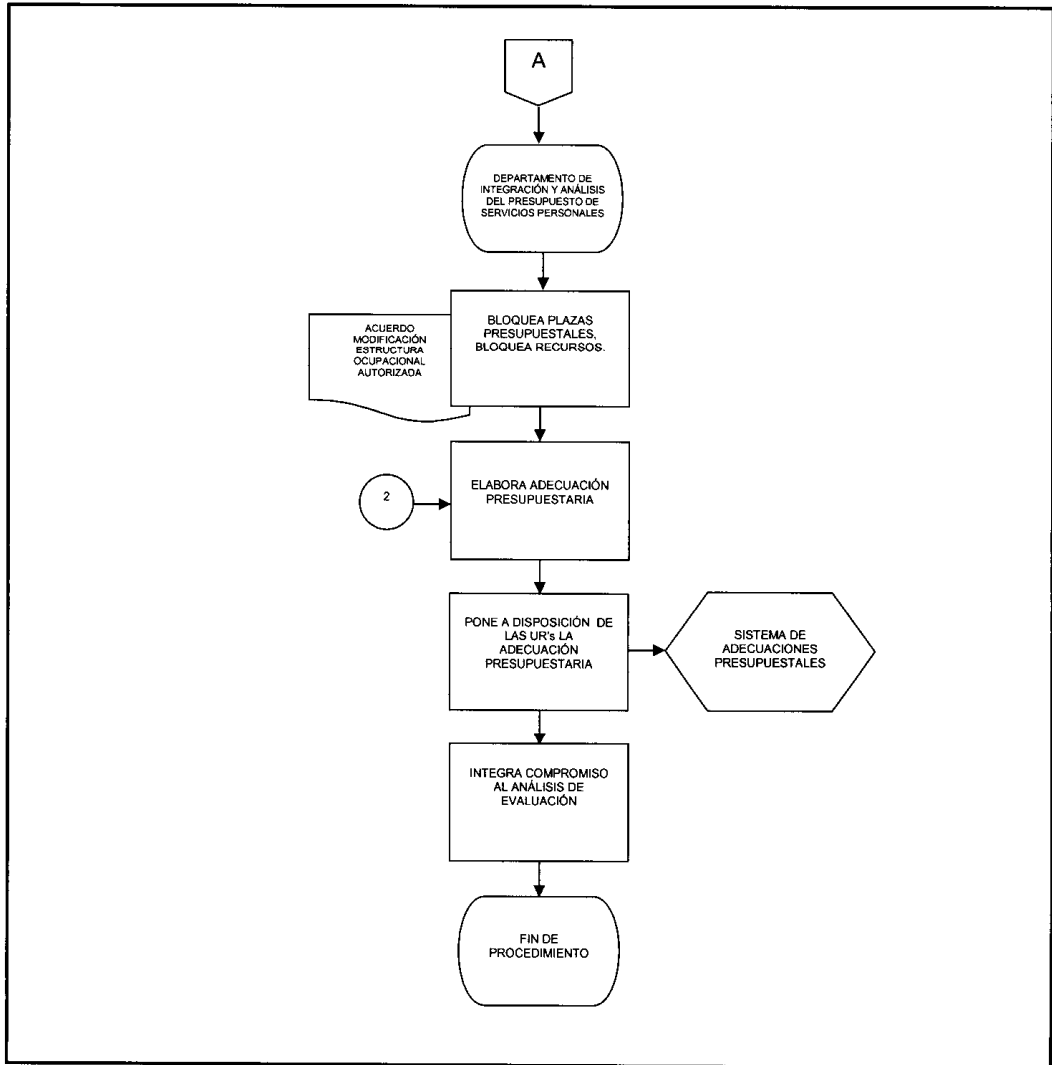 A
DEPARTAMENTO DE
INTEGRACIÓN Y ANÁLISIS
DEL PRESUPUESTO DE
SERVICIOS PERSONALES
ACUERDO
MODIFICACIÓN
ESTRUCTURA
OCUPACIONAL
AUTORIZADA
BLOQUEA PLAZAS
PRESUPUESTALES,
BLOQUEA RECURSOS.
2
ELABORA ADECUACIÓN
PRESUPUESTARIA
PONE A DISPOSICIÓN DE
LAS UR's LA
ADECUACIÓN
PRESUPUESTARIA
SISTEMA DE
ADECUACIONES
PRESUPUESTALES
INTEGRA COMPROMISO
AL ANÁLISIS DE
EVALUACIÓN
FIN DE
PROCEDIMIENTO